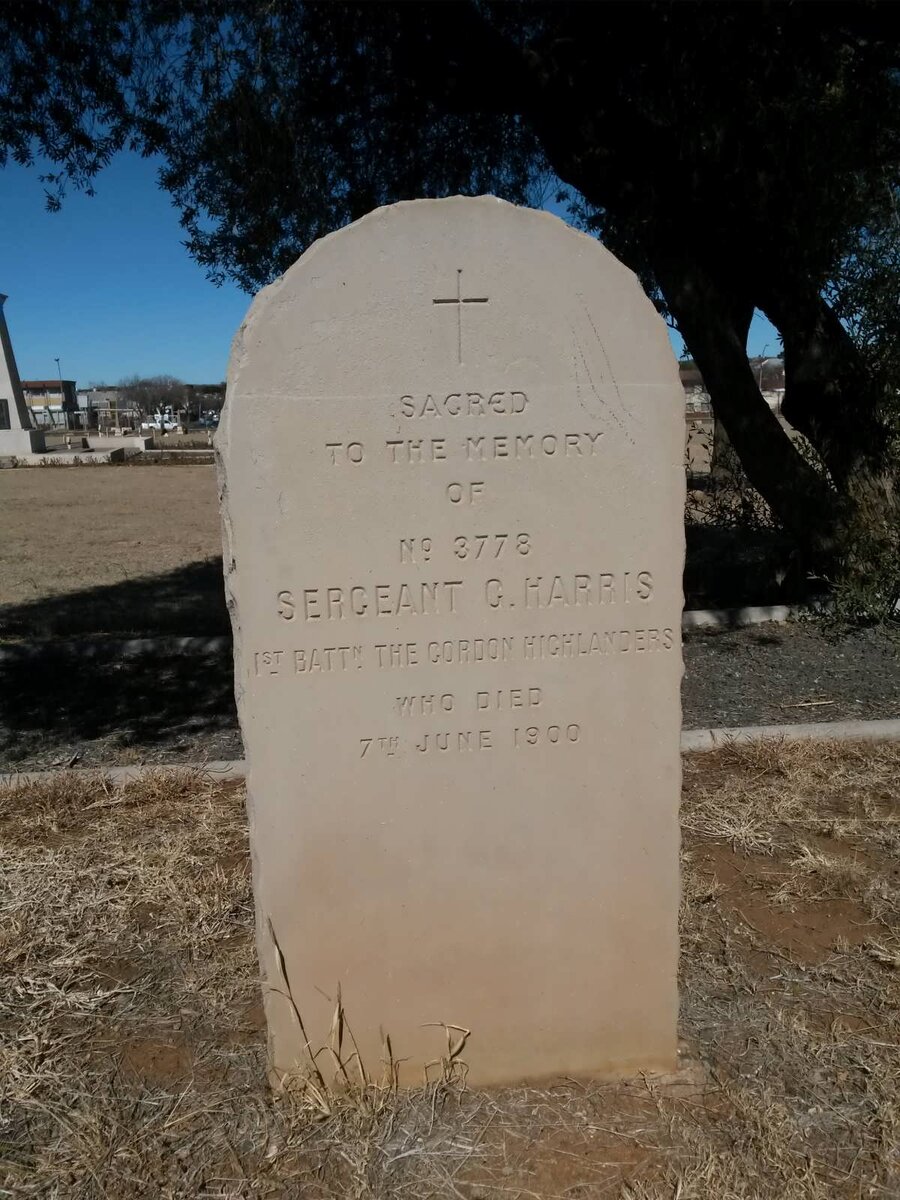 SACRED
TO THE MEMORY
OF
Nº 3778
SERGEANT G. HARRIS
1ST BATTN THE GORDON HIGHLANDERS
WHO DIED
7TH JUNE 1900